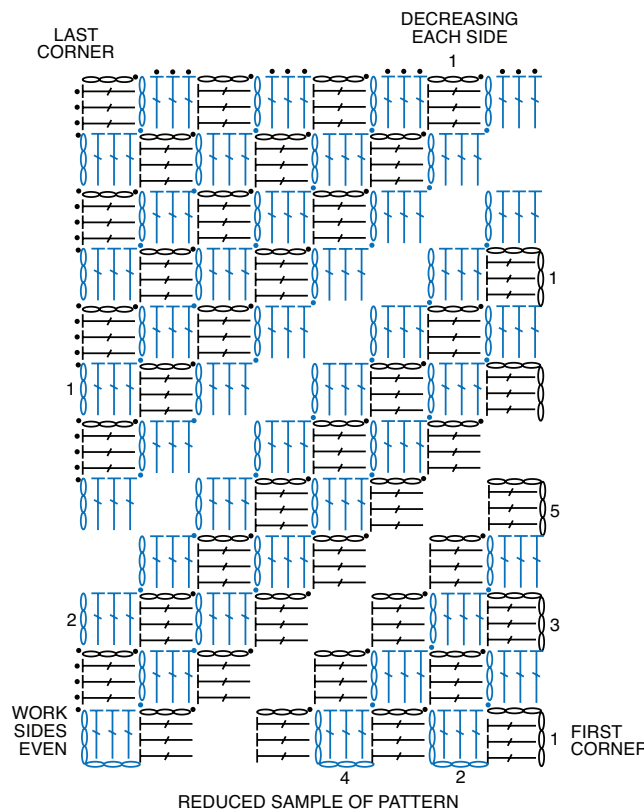 LAST
CORNER
DECREASING
EACH SIDE
1
1
1
5
2
3
WORK
SIDES
EVEN
1
FIRST
CORNER
4
2
REDUCED SAMPLE OF PATTERN